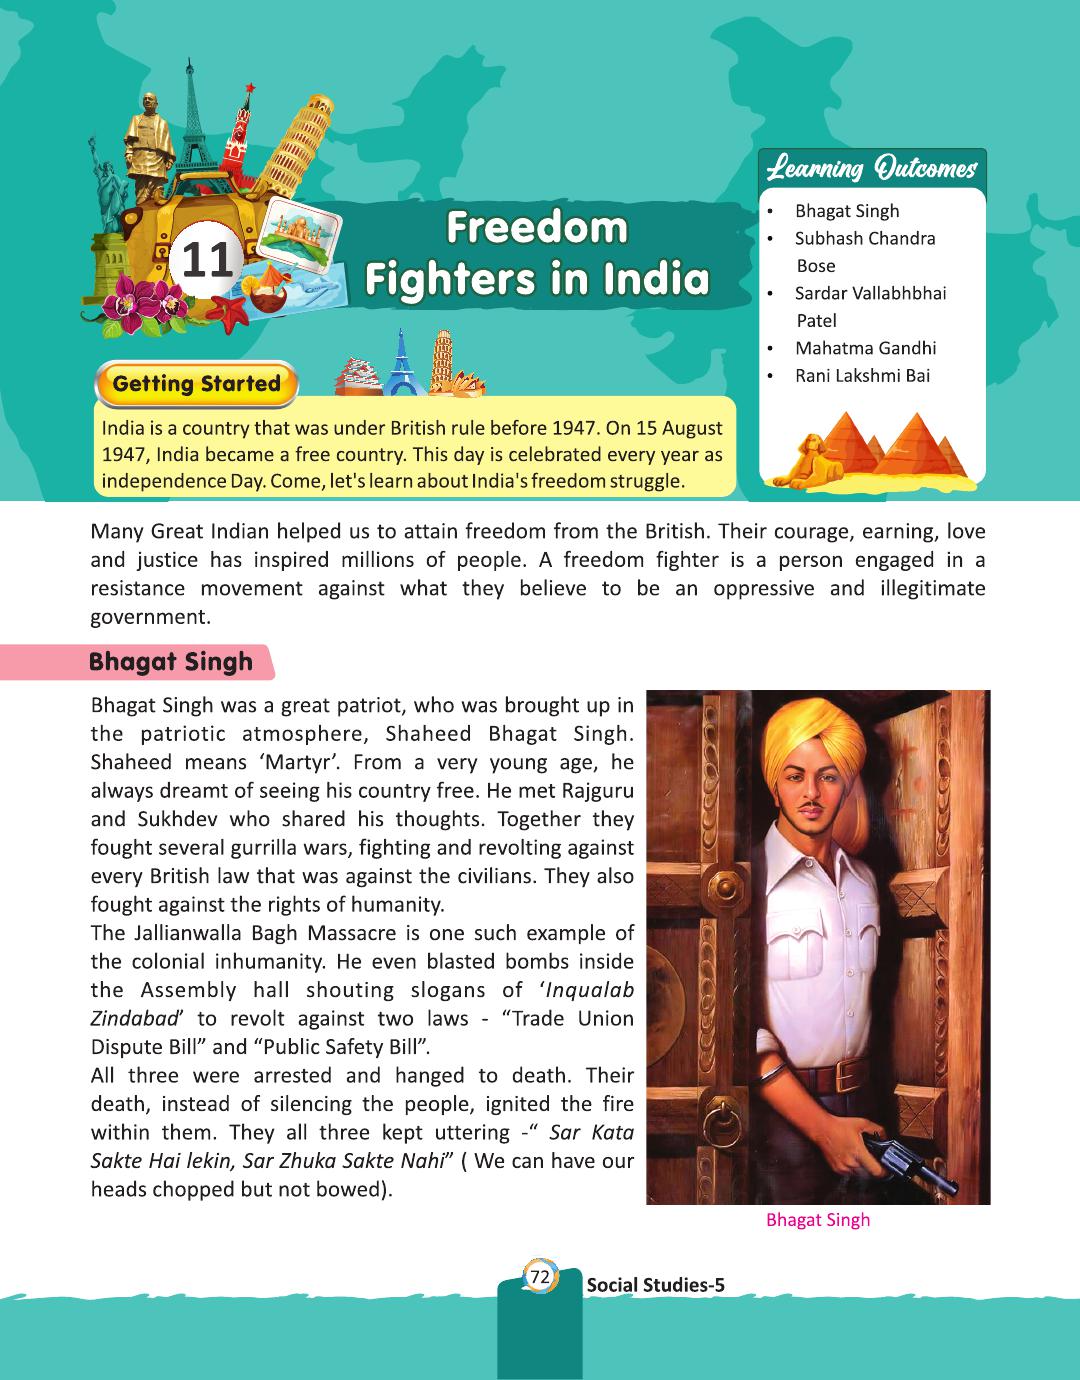 11
Freedom
Fighters in India
Learning Outcomes
• Bhagat Singh
• Subhash Chandra
Bose
• Sardar Vallabhbhai
Patel
• Mahatma Gandhi
• Rani Lakshmi Bai
Getting Started
India is a country that was under British rule before 1947. On 15 August
1947, India became a free country. This day is celebrated every year as
independence Day. Come, let's learn about India's freedom struggle.
Many Great Indian helped us to attain freedom from the British. Their courage, earning, love
and justice has inspired millions of people. A freedom fighter is a person engaged in a
resistance movement against what they believe to be an oppressive and illegitimate
government.
Bhagat Singh
Bhagat Singh was a great patriot, who was brought up in
the patriotic atmosphere, Shaheed Bhagat Singh.
Shaheed means ‘Martyr’. From a very young age, he
always dreamt of seeing his country free. He met Rajguru
and Sukhdev who shared his thoughts. Together they
fought several gurrilla wars, fighting and revolting against
every British law that was against the civilians. They also
fought against the rights of humanity.
The Jallianwalla Bagh Massacre is one such example of
the colonial inhumanity. He even blasted bombs inside
the Assembly hall shouting slogans of ‘Inqualab
Zindabad’ to revolt against two laws - “Trade Union
Dispute Bill” and “Public Safety Bill”.
All three were arrested and hanged to death. Their
death, instead of silencing the people, ignited the fire
within them. They all three kept uttering -“ Sar Kata
Sakte Hai lekin, Sar Zhuka Sakte Nahi” ( We can have our
heads chopped but not bowed).
Bhagat Singh
72
Social Studies-5